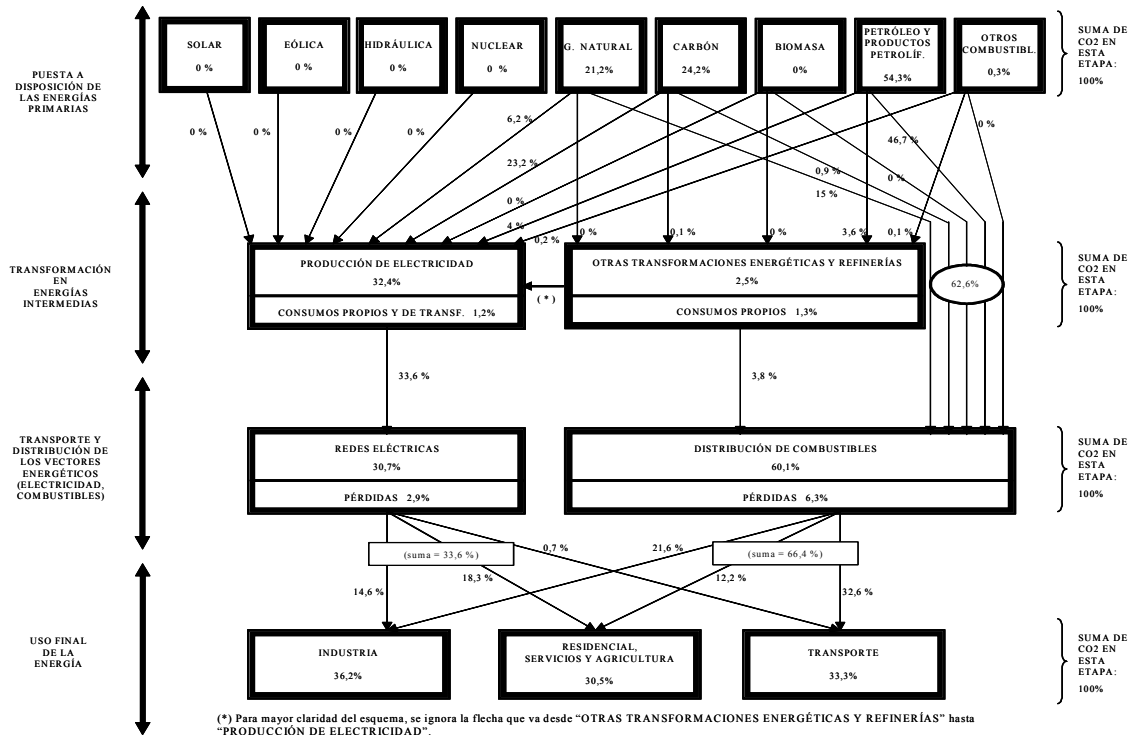 PUESTA A
DISPOSICIÓN DE
LAS ENERGÍAS
PRIMARIAS
SOLAR
0 %
EÓLICA
0 %
HIDRÁULICA
0 %
NUCLEAR
0 %
G. NATURAL
21,2%
CARBÓN
24,2%
BIOMASA
0%
PETRÓLEO Y
PRODUCTOS
PETROLÍF.
54,3%
OTROS
COMBUSTIBL.
0,3%
SUMA DE
CO2 EN
ESTA
ETAPA:
100%
0 %
0 %
0 %
0 %
6,2 %
23,2 %
0 %
4 %
0,2 %
0 %
0,1 %
0 %
3,6 %
0,1 %
46,7 %
0 %
0,9 %
0 %
15 %
TRANSFORMACIÓN
EN
ENERGÍAS
INTERMEDIAS
PRODUCCIÓN DE ELECTRICIDAD
32,4%
CONSUMOS PROPIOS Y DE TRANSF. 1,2%
(*)
OTRAS TRANSFORMACIONES ENERGÉTICAS Y REFINERÍAS
2,5%
CONSUMOS PROPIOS 1,3%
62,6%
SUMA DE
CO2 EN
ESTA
ETAPA:
100%
33,6 %
3,8 %
TRANSPORTE Y
DISTRIBUCIÓN DE
LOS VECTORES
ENERGÉTICOS
(ELECTRICIDAD,
COMBUSTIBLES)
REDES ELÉCTRICAS
30,7%
PÉRDIDAS 2,9%
DISTRIBUCIÓN DE COMBUSTIBLES
60,1%
PÉRDIDAS 6,3%
SUMA DE
CO2 EN
ESTA
ETAPA:
100%
(suma = 33,6 %)
0,7 %
21,6 %
(suma = 66,4 %)
14,6 %
18,3 %
12,2 %
32,6 %
USO FINAL
DE LA
ENERGÍA
INDUSTRIA
36,2%
RESIDENCIAL,
SERVICIOS Y AGRICULTURA
30,5%
TRANSPORTE
33,3%
SUMA DE
CO2 EN
ESTA
ETAPA:
100%
(*) Para mayor claridad del esquema, se ignora la flecha que va desde “OTRAS TRANSFORMACIONES ENERGÉTICAS Y REFINERÍAS” hasta
“PRODUCCIÓN DE ELECTRICIDAD”.